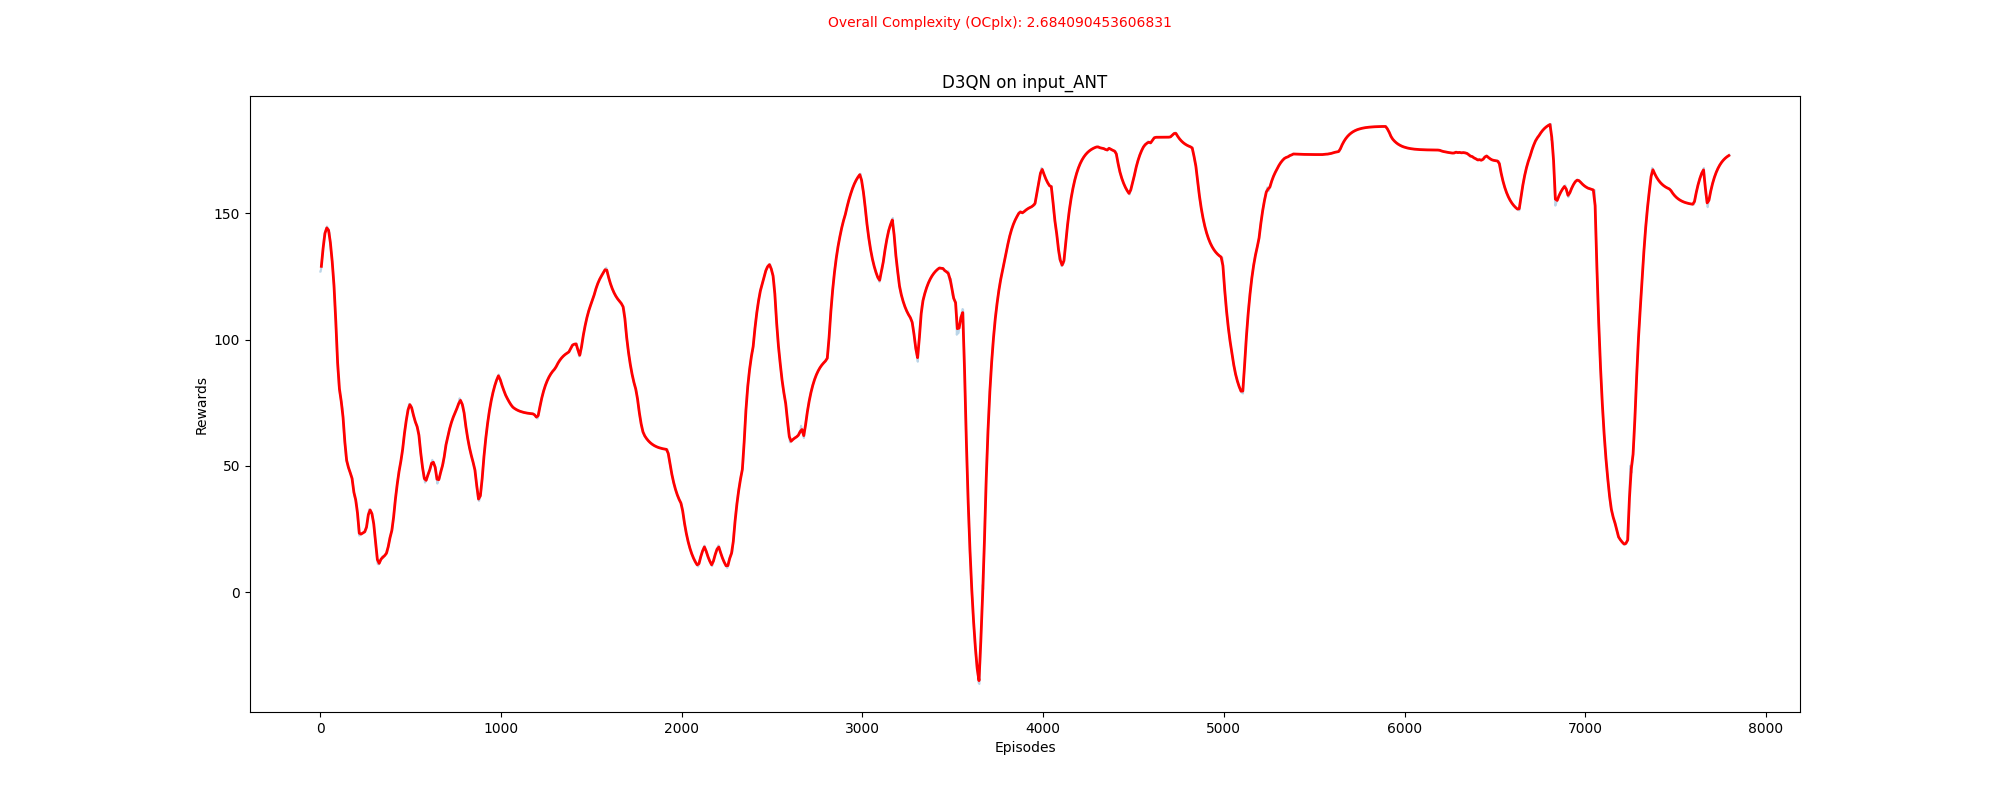 Overall Complexity (OCplx): 2.684090453606831
D3QN on input_ANT
Rewards
150
100
50
0
0 1000 2000 3000 4000 5000 6000 7000 8000
Episodes